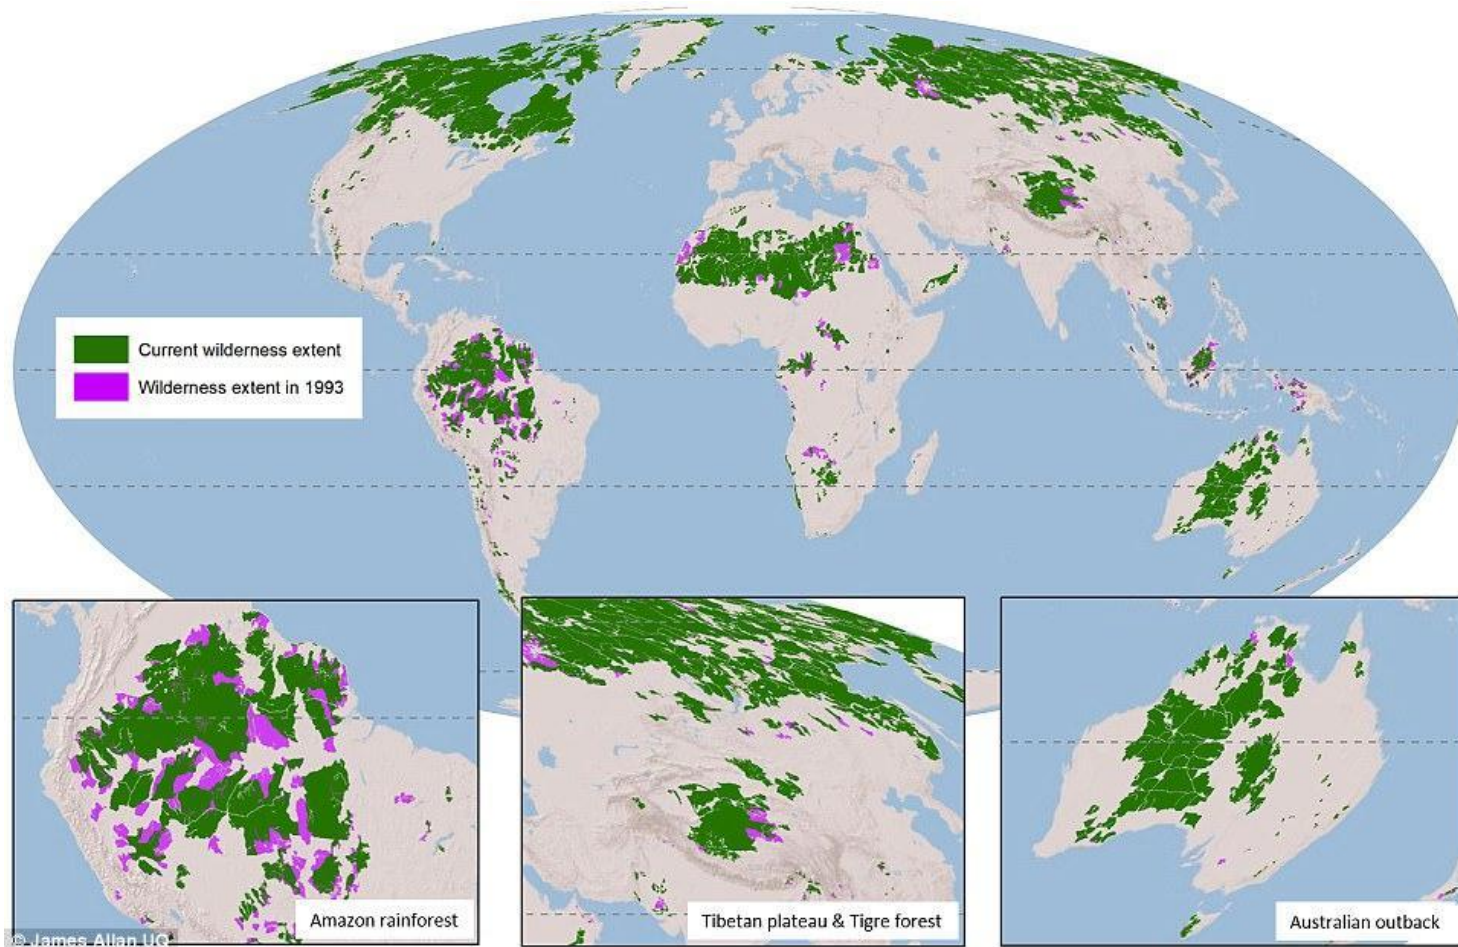 Current wilderness extent
Wilderness extent in 1993
Amazon rainforest
Tibetan plateau & Tigre forest
Australian outback
© James Allan UQ